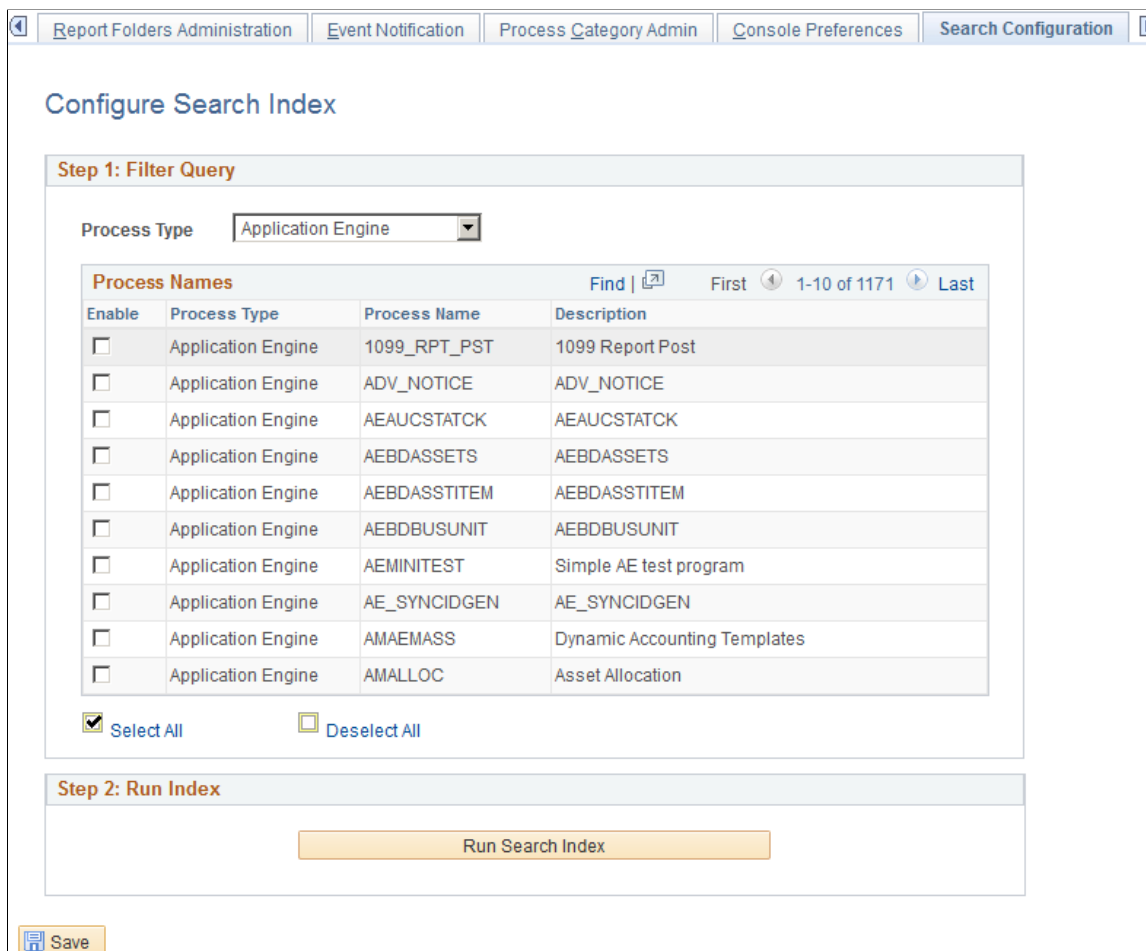 Report Folders Administration Event Notification Process Category Admin Console Preferences Search Configuration
Configure Search Index
Step 1: Filter Query
Process Type Application Engine
Process Names Find | First 1-10 of 1171 Last
Enable Process Type Process Name Description
Application Engine 1099_RPT_PST 1099 Report Post
Application Engine ADV_NOTICE ADV_NOTICE
Application Engine AEAUCSTATCK AEAUCSTATCK
Application Engine AEBDASSETS AEBDASSETS
Application Engine AEBDASSTITEM AEBDASSTITEM
Application Engine AEBDBUSUNIT AEBDBUSUNIT
Application Engine AEMINITEST Simple AE test program
Application Engine AE_SYNCIDGEN AE_SYNCIDGEN
Application Engine AMAEMASS Dynamic Accounting Templates
Application Engine AMALLOC Asset Allocation
Select All Deselect All
Step 2: Run Index
Run Search Index
Save